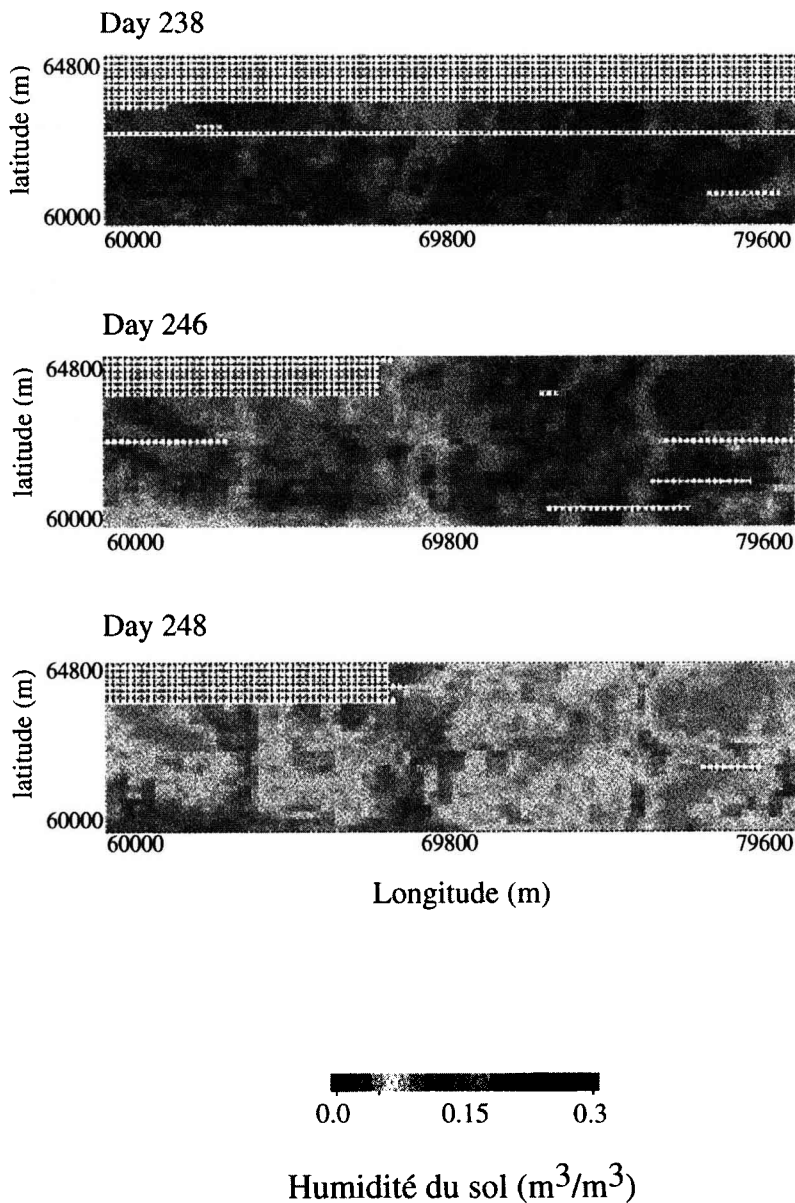 Day 238
64800
latitude (m)
60000
60000 69800 79600
Day 246
64800
latitude (m)
60000
60000 69800 79600
Day 248
64800
latitude (m)
60000
60000 69800 79600
Longitude (m)
0.0 0.15 0.3
Humidité du sol (m³/m³)